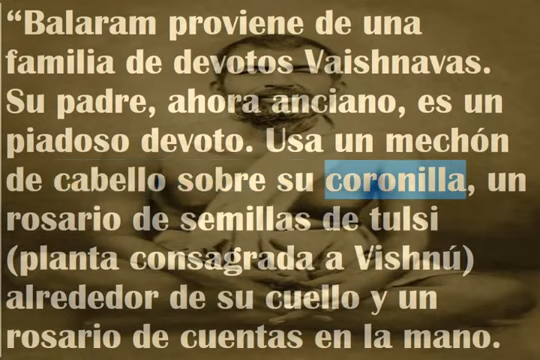 “Balaram proviene de una
familia de devotos Vaishnavas.
Su padre, ahora anciano, es un
piadoso devoto. Usa un mechón
de cabello sobre su coronilla, un
rosario de semillas de tulsi
(planta consagrada a Vishnú)
alrededor de su cuello y un
rosario de cuentas en la mano.